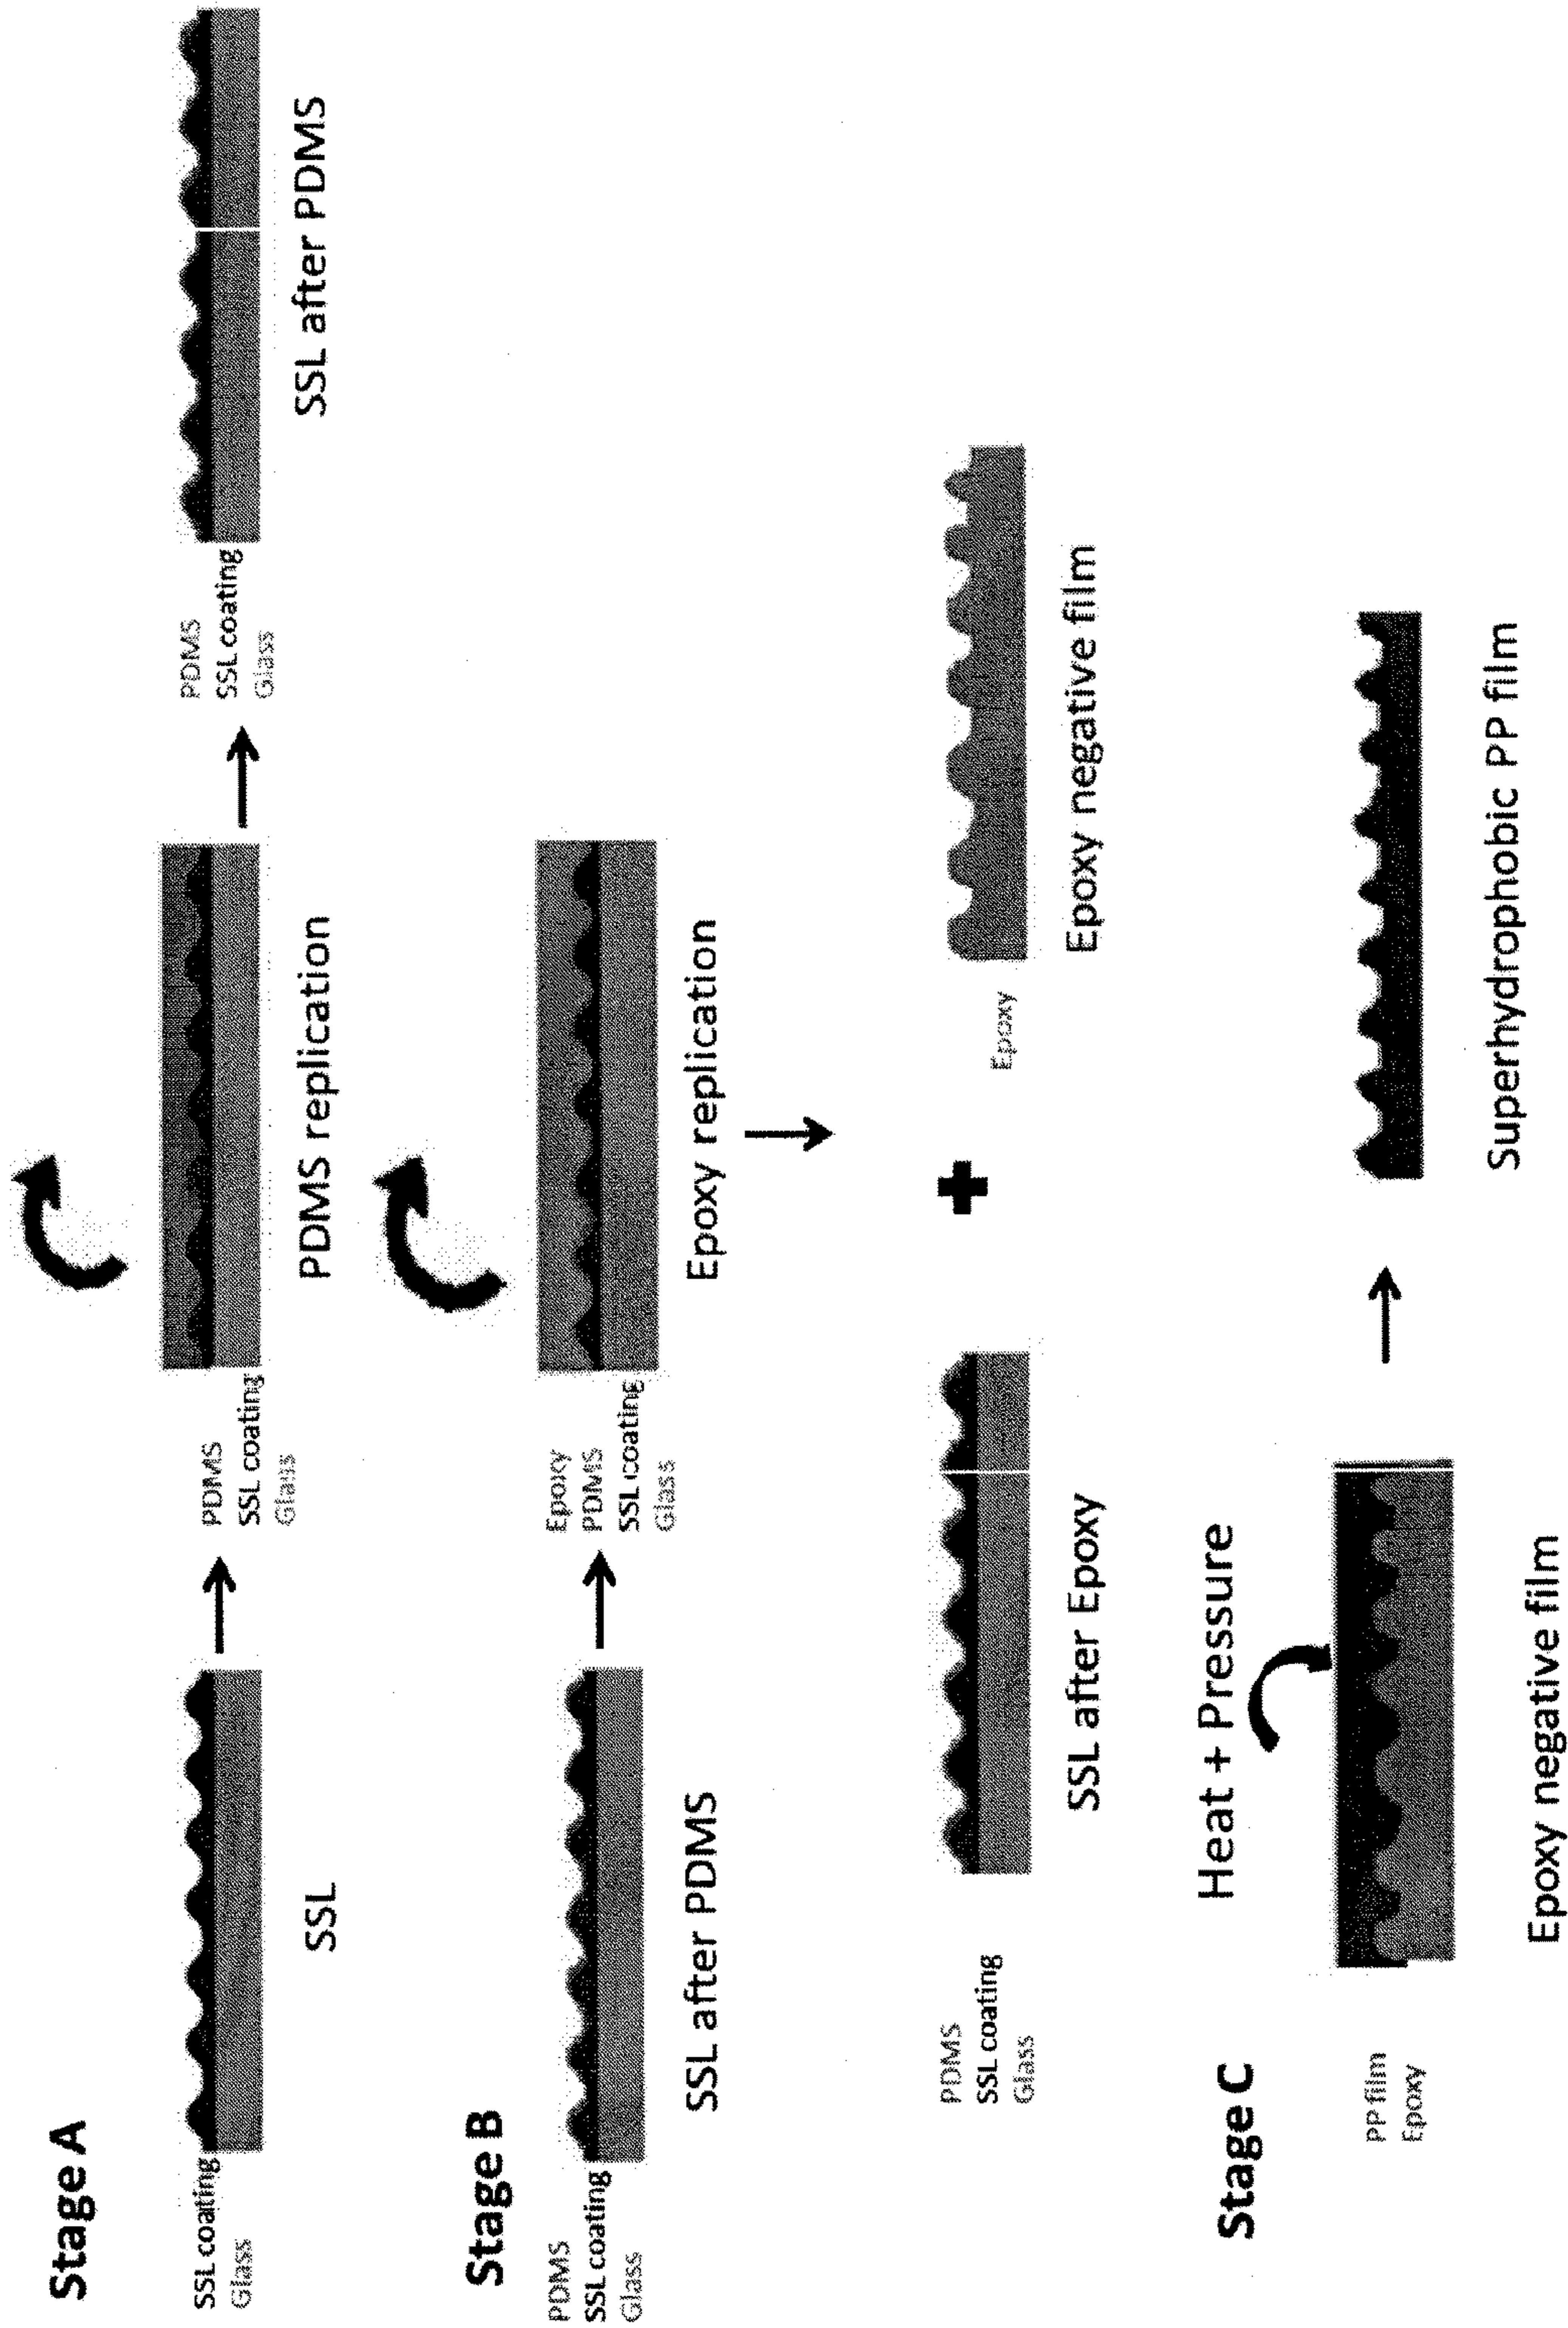 Stage A
SSL coating
Glass
SSL
PDMS
SSL coating
Glass
PDMS replication
PDMS
SSL coating
Glass
SSL after PDMS
Stage B
PDMS
SSL coating
Glass
SSL after PDMS
Epoxy
PDMS
SSL coating
Glass
Epoxy replication
PDMS
SSL coating
Glass
SSL after Epoxy
Epoxy
Epoxy negative film
Stage C
Heat + Pressure
PP film
Epoxy
Epoxy negative film
Superhydrophobic PP film